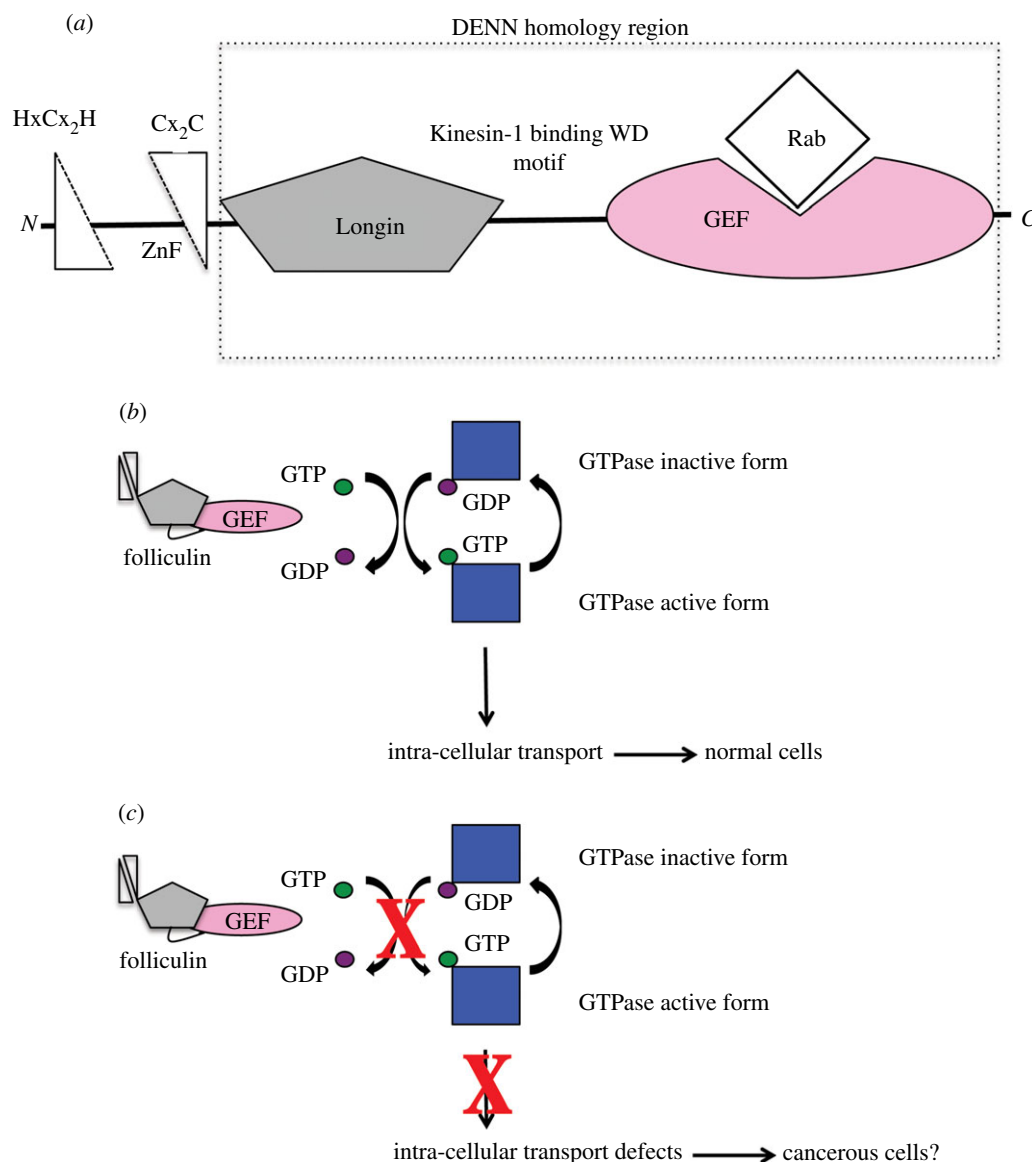 (a)
DENN homology region
HxCx2H
Cx2C
Kinesin-1 binding WD
motif
Rab
N
ZnF
Longin
GEF
C
(b)
GTP
GDP
GTPase inactive form
GEF
folliculin
GTP
GDP
GTPase active form
intra-cellular transport
normal cells
(c)
GTPase inactive form
GTP
GDP
GEF
X
GTP
folliculin
GDP
GTPase active form
X
intra-cellular transport defects
cancerous cells?